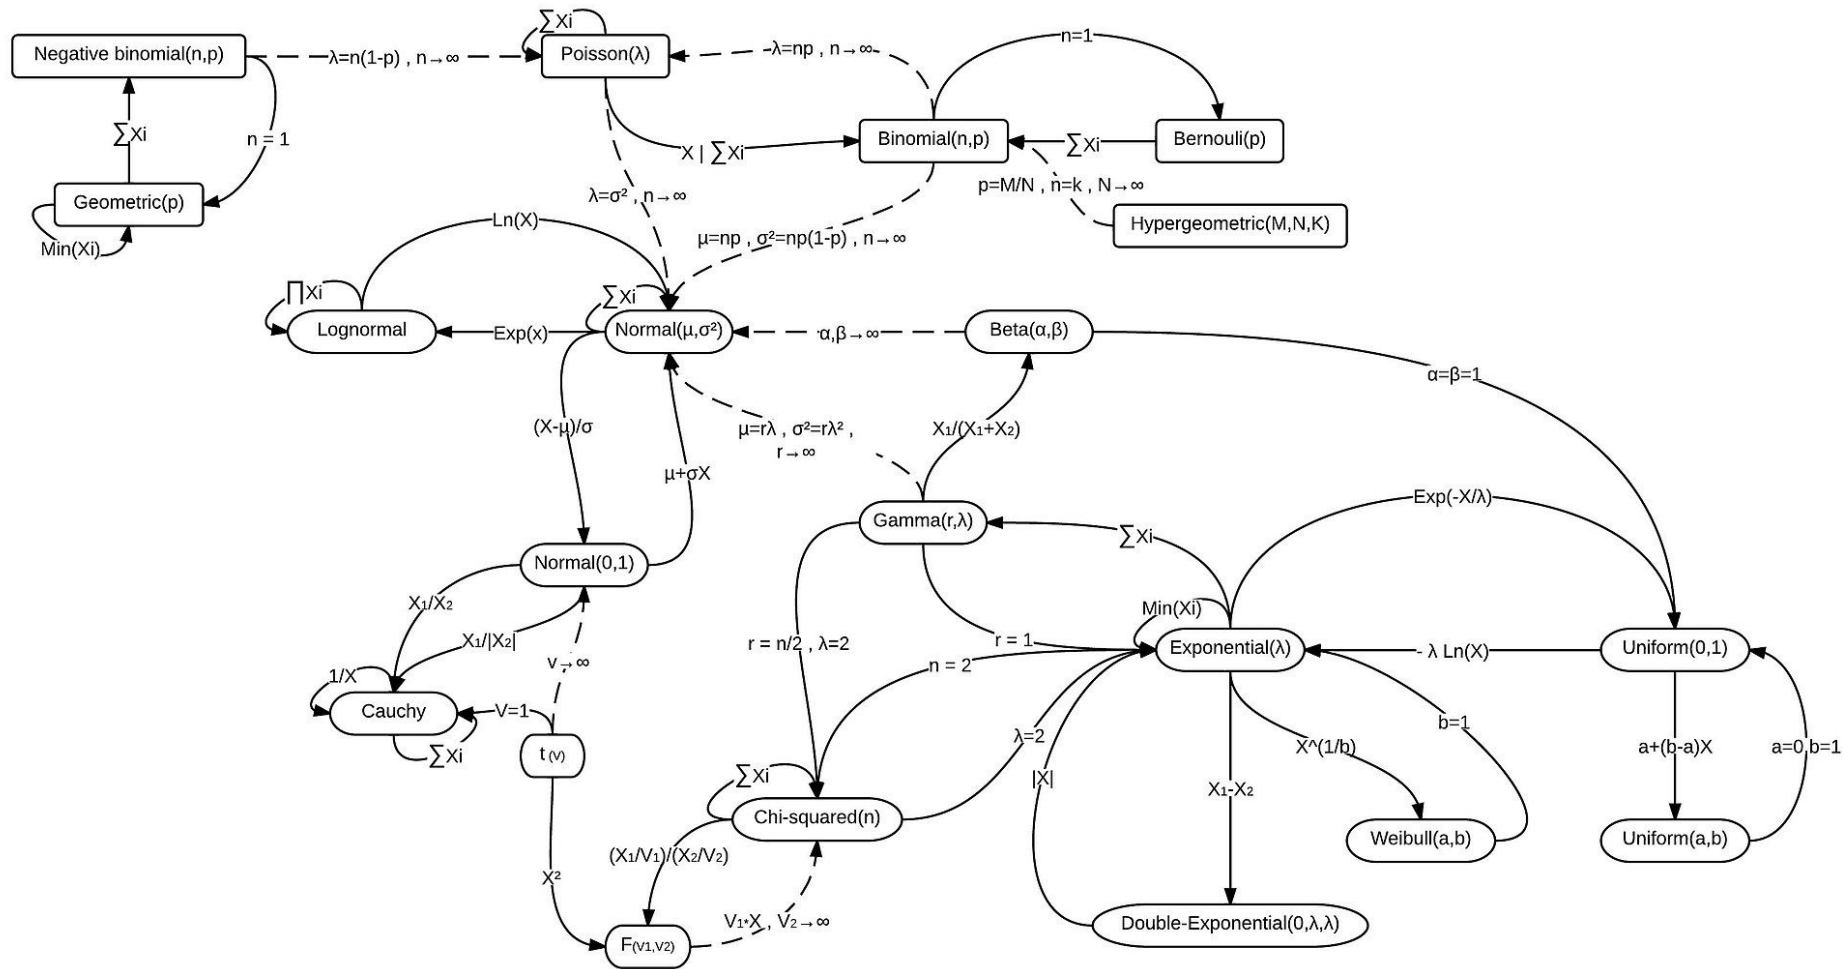 ∑Xi
Negative binomial(n,p)
λ=n(1-p) , n→∞
Poisson(λ)
λ=np , n→∞
n=1
∑Xi
n = 1
X | ∑Xi
Binomial(n,p)
∑Xi
Bernouli(p)
Geometric(p)
Min(Xi)
λ=σ² , n→∞
p=M/N , n=k , N→∞
Hypergeometric(M,N,K)
Ln(X)
μ=np , σ²=np(1-p) , n→∞
∏Xi
∑Xi
Lognormal
Exp(x)
Normal(μ,σ²)
α,β→∞
Beta(α,β)
α=β=1
(X-μ)/σ
μ+σX
μ=rλ , σ²=rλ² ,
r→∞
X1/(X1+X2)
Gamma(r,λ)
∑Xi
Exp(-X/λ)
Normal(0,1)
X1/X2
X1/|X2|
v→∞
r = n/2 , λ=2
r = 1
n = 2
Min(Xi)
Exponential(λ)
- λ Ln(X)
Uniform(0,1)
1/X
Cauchy
V=1
∑Xi
t (V)
λ=2
X^(1/b)
b=1
a+(b-a)X
a=0,b=1
∑Xi
|X|
X1-X2
Chi-squared(n)
Weibull(a,b)
Uniform(a,b)
(X1/V1)/(X2/V2)
X²
V1*X , V2→∞
F(V1,V2)
Double-Exponential(0,λ,λ)